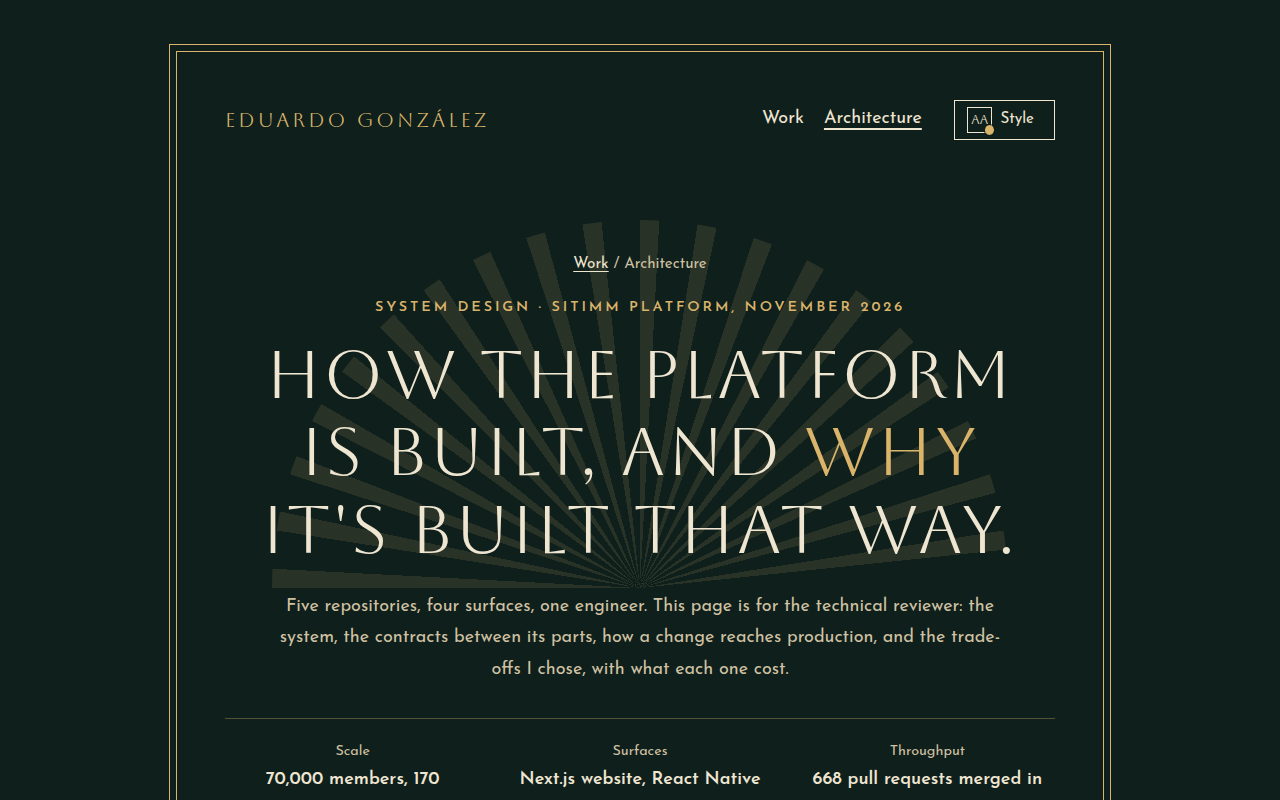 EDUARDO GONZÁLEZ
Work Architecture AA Style
Work / Architecture
SYSTEM DESIGN · SITIMM PLATFORM, NOVEMBER 2026
HOW THE PLATFORM
IS BUILT, AND WHY
IT'S BUILT THAT WAY.
Five repositories, four surfaces, one engineer. This page is for the technical reviewer: the
system, the contracts between its parts, how a change reaches production, and the trade-
offs I chose, with what each one cost.
Scale Surfaces Throughput
70,000 members, 170 Next.js website, React Native 668 pull requests merged in